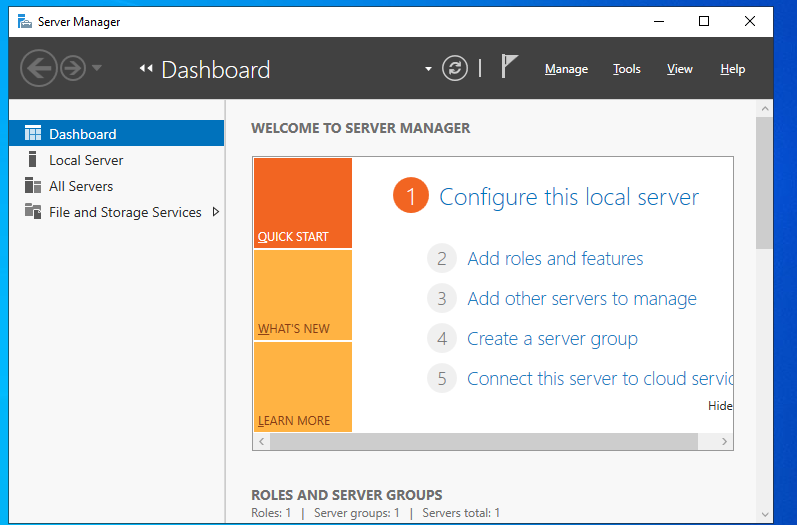 Server Manager
Dashboard
Manage Tools View Help
Dashboard
Local Server
All Servers
File and Storage Services
WELCOME TO SERVER MANAGER
QUICK START
WHAT'S NEW
LEARN MORE
1 Configure this local server
2 Add roles and features
3 Add other servers to manage
4 Create a server group
5 Connect this server to cloud servic
Hide
ROLES AND SERVER GROUPS
Roles: 1 | Server groups: 1 | Servers total: 1